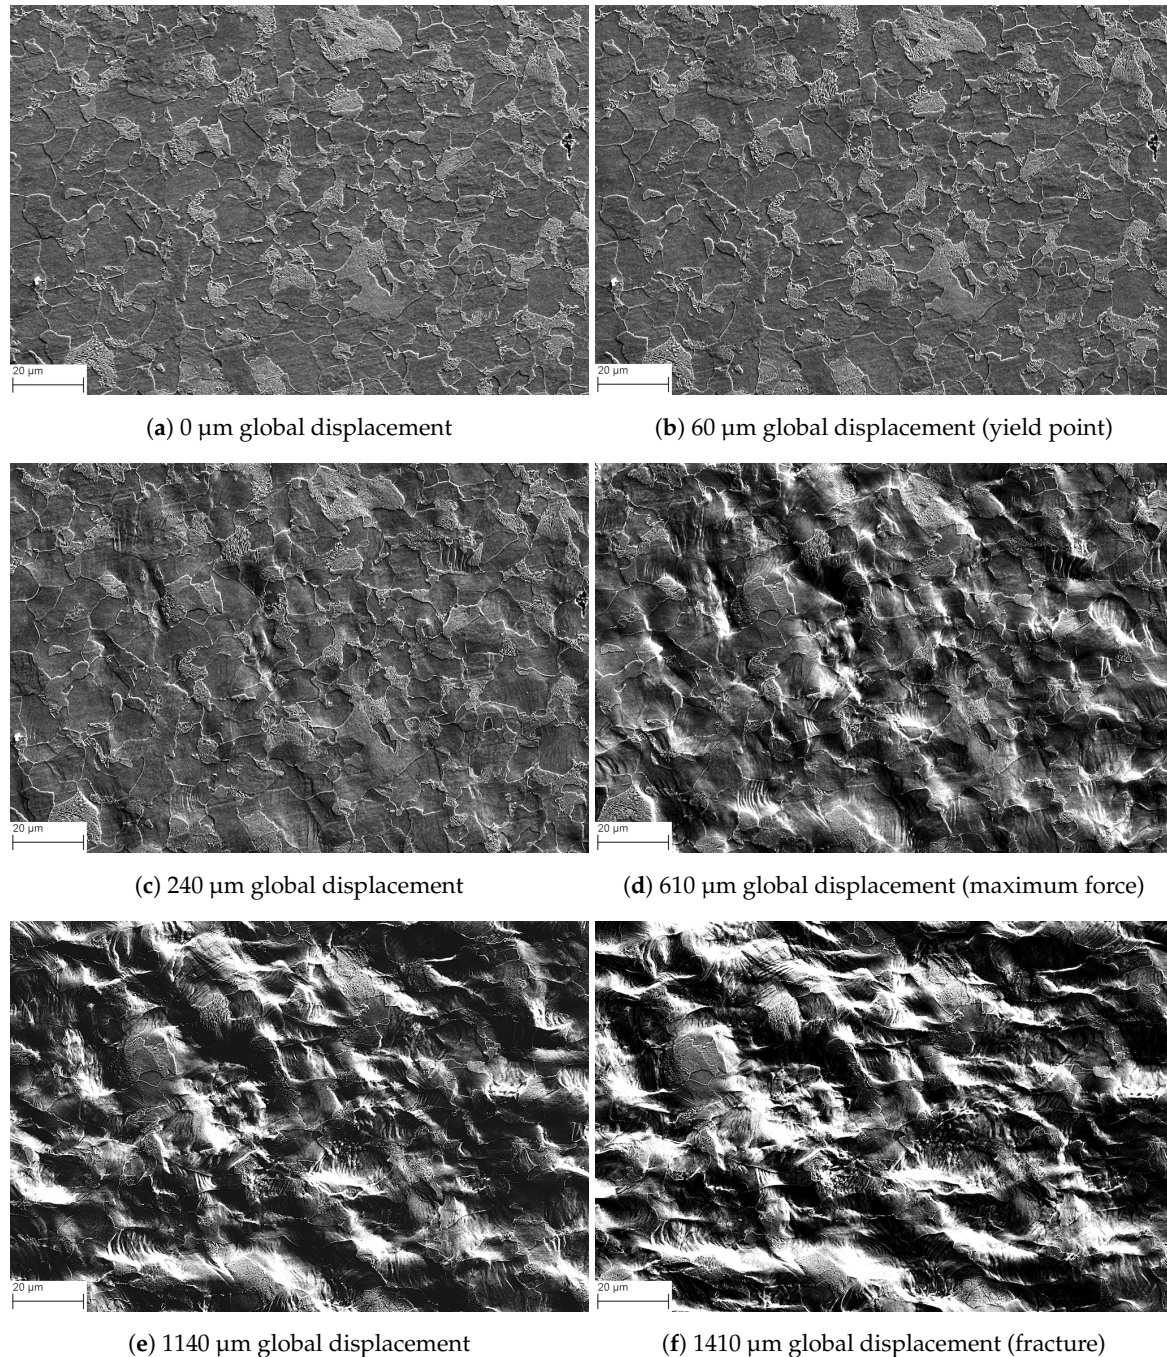 20 µm
20 µm
(a) 0 µm global displacement
(b) 60 µm global displacement (yield point)
20 µm
20 µm
(c) 240 µm global displacement
(d) 610 µm global displacement (maximum force)
20 µm
20 µm
(e) 1140 µm global displacement
(f) 1410 µm global displacement (fracture)